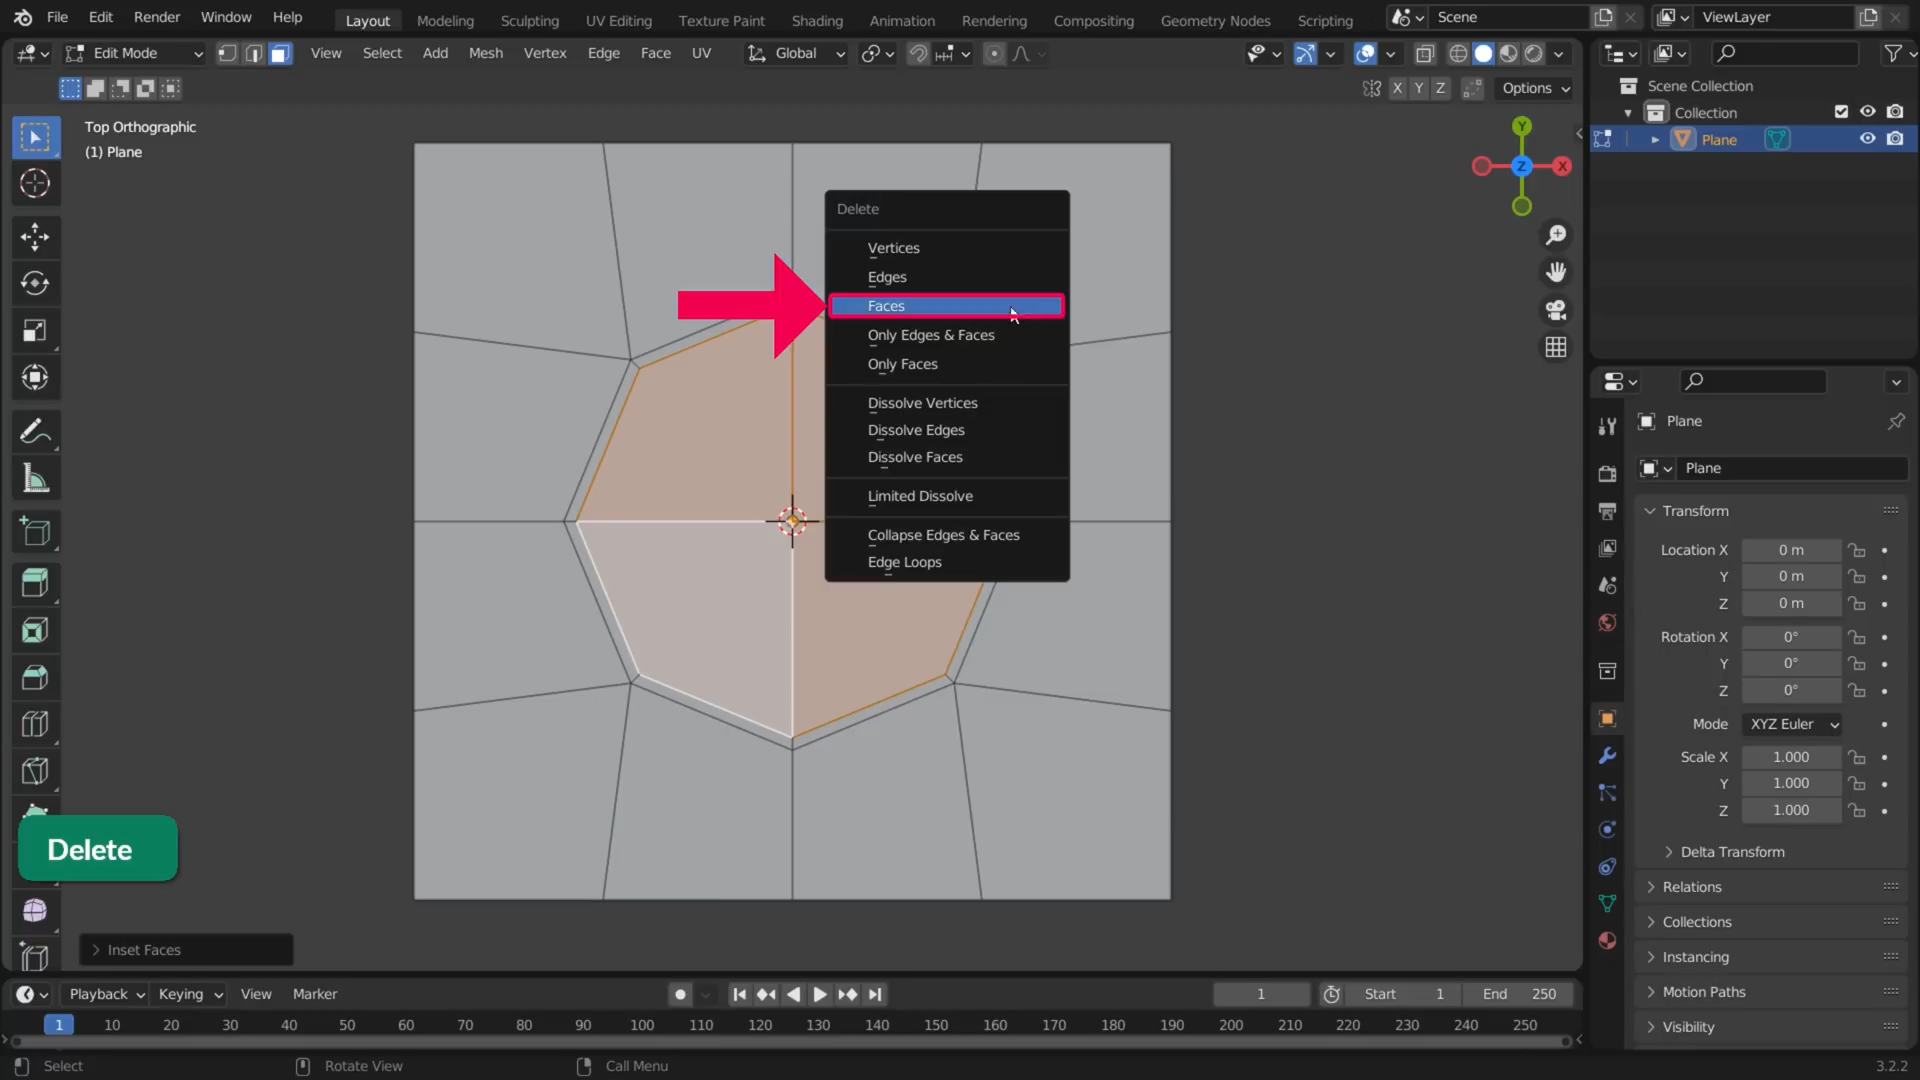 File Edit Render Window Help Layout Modeling Sculpting UV Editing Texture Paint Shading Animation Rendering Compositing Geometry Nodes Scripting Scene ViewLayer
Edit Mode View Select Add Mesh Vertex Edge Face UV Global
X Y Z Options
Top Orthographic
(1) Plane
Y
Z
X
Scene Collection
Collection
Plane
Delete
Vertices
Edges
Faces
Only Edges & Faces
Only Faces
Dissolve Vertices
Dissolve Edges
Dissolve Faces
Limited Dissolve
Collapse Edges & Faces
Edge Loops
Plane
Plane
Transform
Location X 0 m
Y 0 m
Z 0 m
Rotation X 0°
Y 0°
Z 0°
Mode XYZ Euler
Scale X 1.000
Y 1.000
Z 1.000
Delta Transform
Relations
Collections
Instancing
Motion Paths
Visibility
Delete
Inset Faces
Playback Keying View Marker 1 Start 1 End 250
1 10 20 30 40 50 60 70 80 90 100 110 120 130 140 150 160 170 180 190 200 210 220 230 240 250
Select Rotate View Call Menu 3.2.2